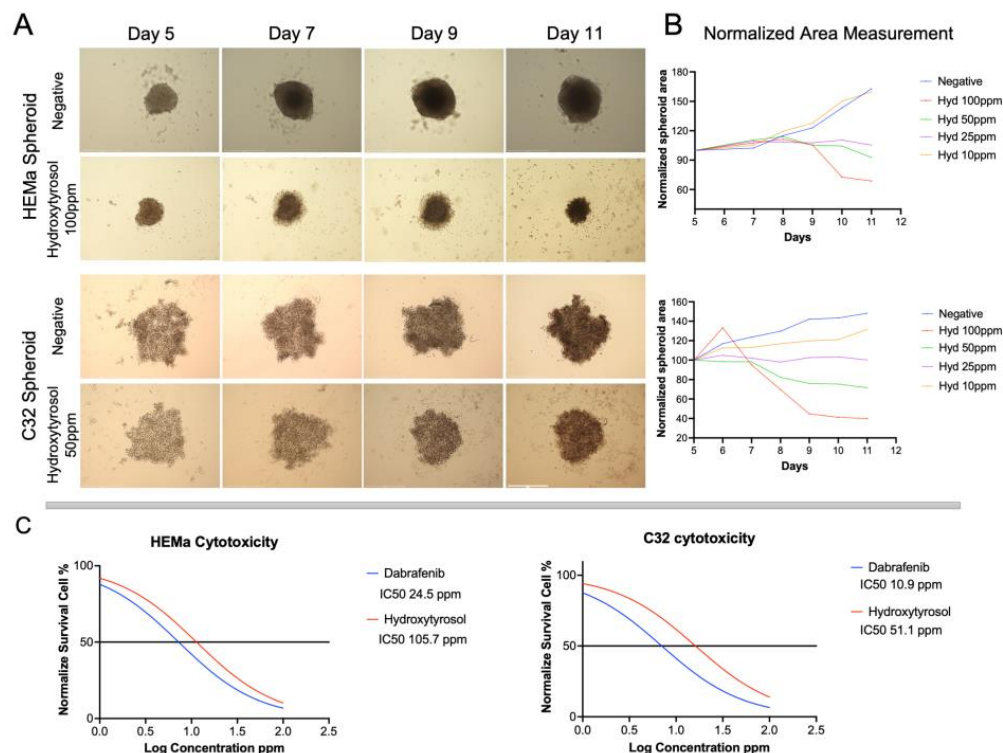 A
Day 5 Day 7 Day 9 Day 11
HEMa Spheroid
Negative
Hydroxytyrosol
100ppm
C32 Spheroid
Negative
Hydroxytyrosol
50ppm
B
Normalized Area Measurement
Normalized spheroid area
180
160
140
120
100
80
60
5 6 7 8 9 10 11 12
Days
Negative
Hyd 100ppm
Hyd 50ppm
Hyd 25ppm
Hyd 10ppm
Normalized spheroid area
160
140
120
100
80
60
40
20
5 6 7 8 9 10 11 12
Days
Negative
Hyd 100ppm
Hyd 50ppm
Hyd 25ppm
Hyd 10ppm
C
HEMa Cytotoxicity
Normalize Survival Cell %
100
50
0
0.0 0.5 1.0 1.5 2.0 2.5
Log Concentration ppm
Dabrafenib
IC50 24.5 ppm
Hydroxytyrosol
IC50 105.7 ppm
C32 cytotoxicity
Normalize Survival Cell %
100
50
0
0.0 0.5 1.0 1.5 2.0 2.5
Log Concentration ppm
Dabrafenib
IC50 10.9 ppm
Hydroxytyrosol
IC50 51.1 ppm